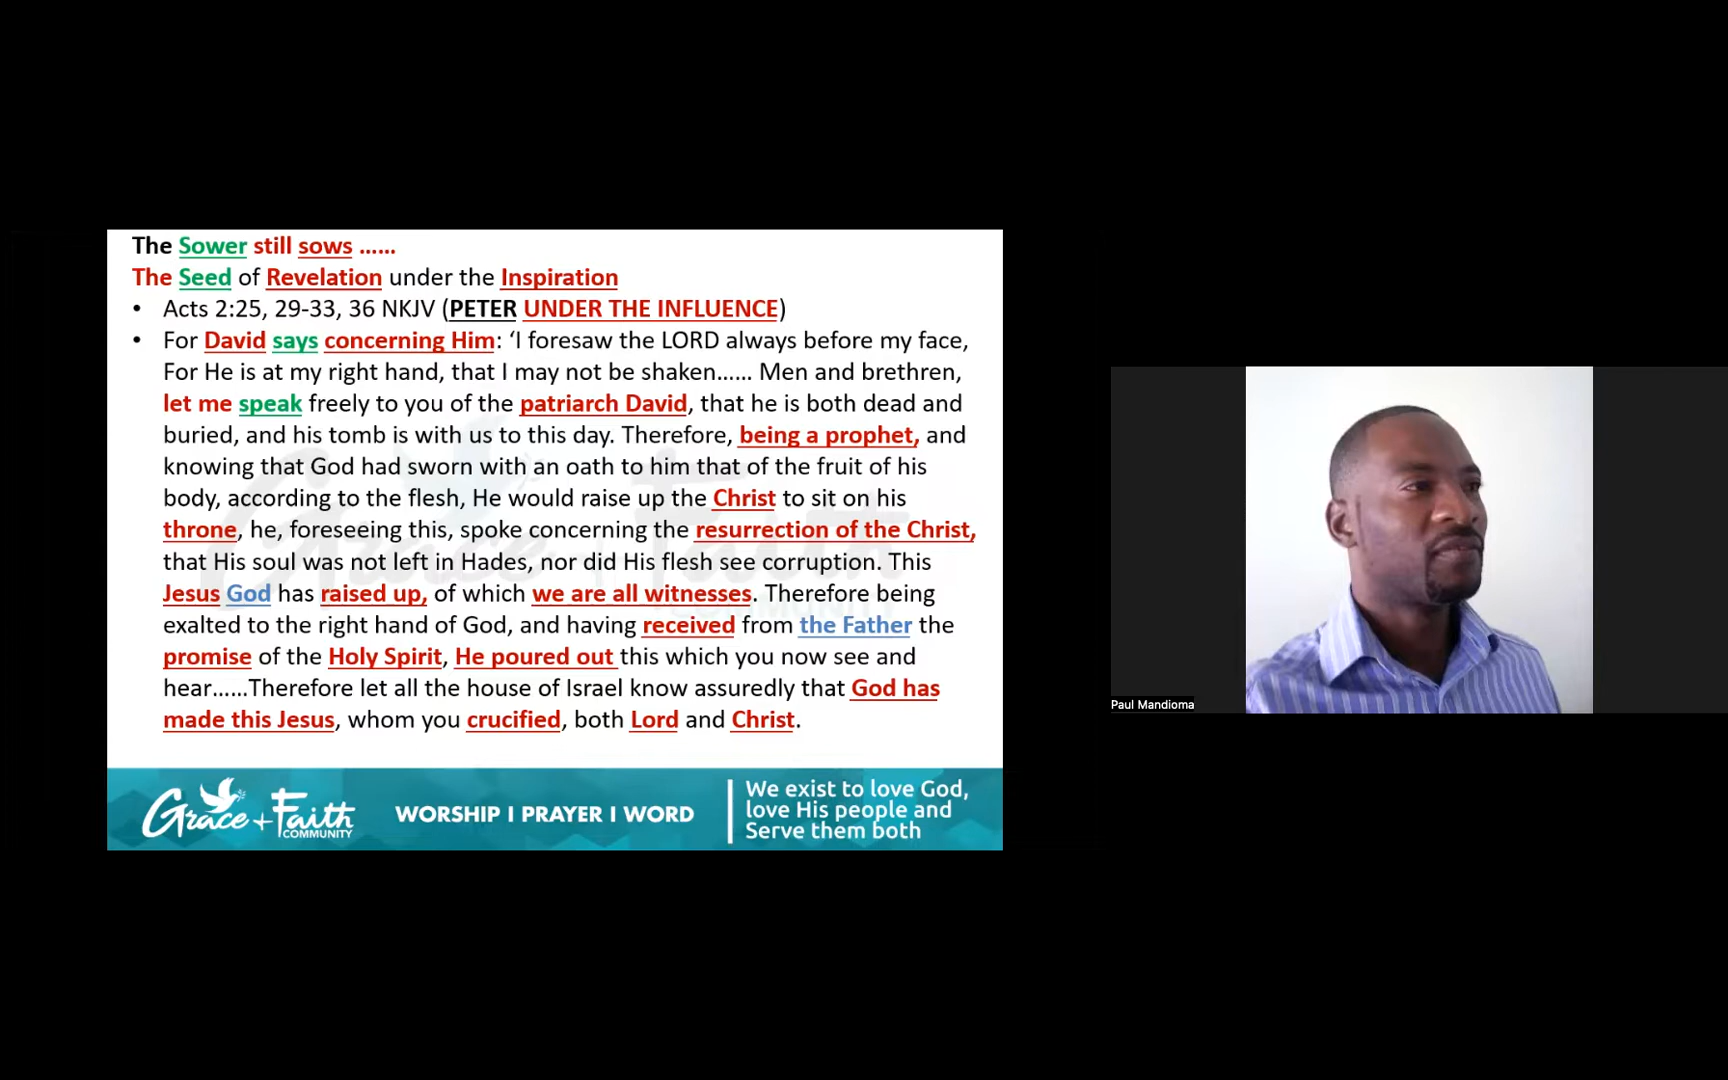 The Sower still sows ......
The Seed of Revelation under the Inspiration
• Acts 2:25, 29-33, 36 NKJV (PETER UNDER THE INFLUENCE)
• For David says concerning Him: ‘I foresaw the LORD always before my face,
For He is at my right hand, that I may not be shaken…… Men and brethren,
let me speak freely to you of the patriarch David, that he is both dead and
buried, and his tomb is with us to this day. Therefore, being a prophet, and
knowing that God had sworn with an oath to him that of the fruit of his
body, according to the flesh, He would raise up the Christ to sit on his
throne, he, foreseeing this, spoke concerning the resurrection of the Christ,
that His soul was not left in Hades, nor did His flesh see corruption. This
Jesus God has raised up, of which we are all witnesses. Therefore being
exalted to the right hand of God, and having received from the Father the
promise of the Holy Spirit, He poured out this which you now see and
hear……Therefore let all the house of Israel know assuredly that God has
made this Jesus, whom you crucified, both Lord and Christ.
Grace + Faith
COMMUNITY
WORSHIP I PRAYER I WORD
We exist to love God,
love His people and
Serve them both
Paul Mandioma